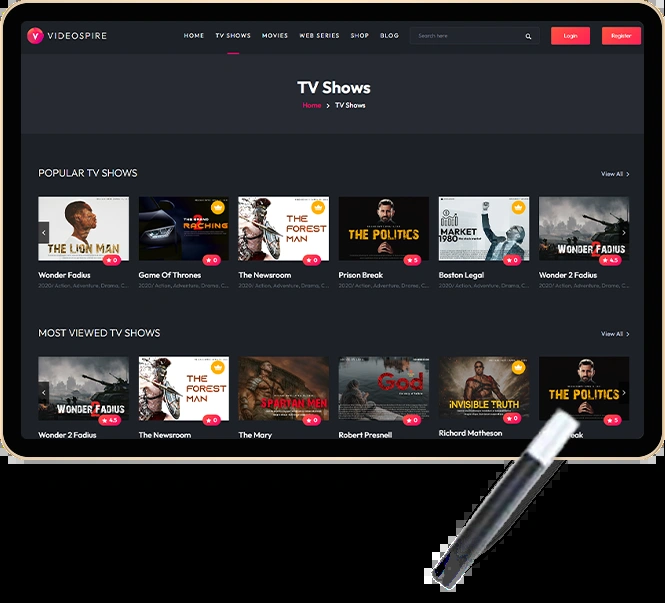 V VIDEOSPIRE HOME TV SHOWS MOVIES WEB SERIES SHOP BLOG Search here Login Register
TV Shows
Home > TV Shows
POPULAR TV SHOWS View All >
THE LION MAN
THE GRAND RACHING
THE FOREST MAN
THE POLITICS
MARKET 1980
WONDER FADIUS 2
★ 0 ★ 0 ★ 0 ★ 5 ★ 0 ★ 4.5
Wonder Fadius Game Of Thrones The Newsroom Prison Break Boston Legal Wonder 2 Fadius
2020/ Action, Adventure, Drama, C... 2020/ Action, Adventure, Drama, C... 2020/ Action, Adventure, Drama, C... 2020/ Action, Adventure, Drama, C... 2020/ Action, Adventure, Drama, C... 2020/ Action, Adventure, Drama, C...
MOST VIEWED TV SHOWS View All >
WONDER FADIUS 2
THE FOREST MAN
SPARTAN MEN
God
INVISIBLE TRUTH
THE POLITICS
★ 4.5 ★ 0 ★ 0 ★ 0 ★ 0 ★ 5
Wonder 2 Fadius The Newsroom The Mary Robert Presnell Richard Matheson eak